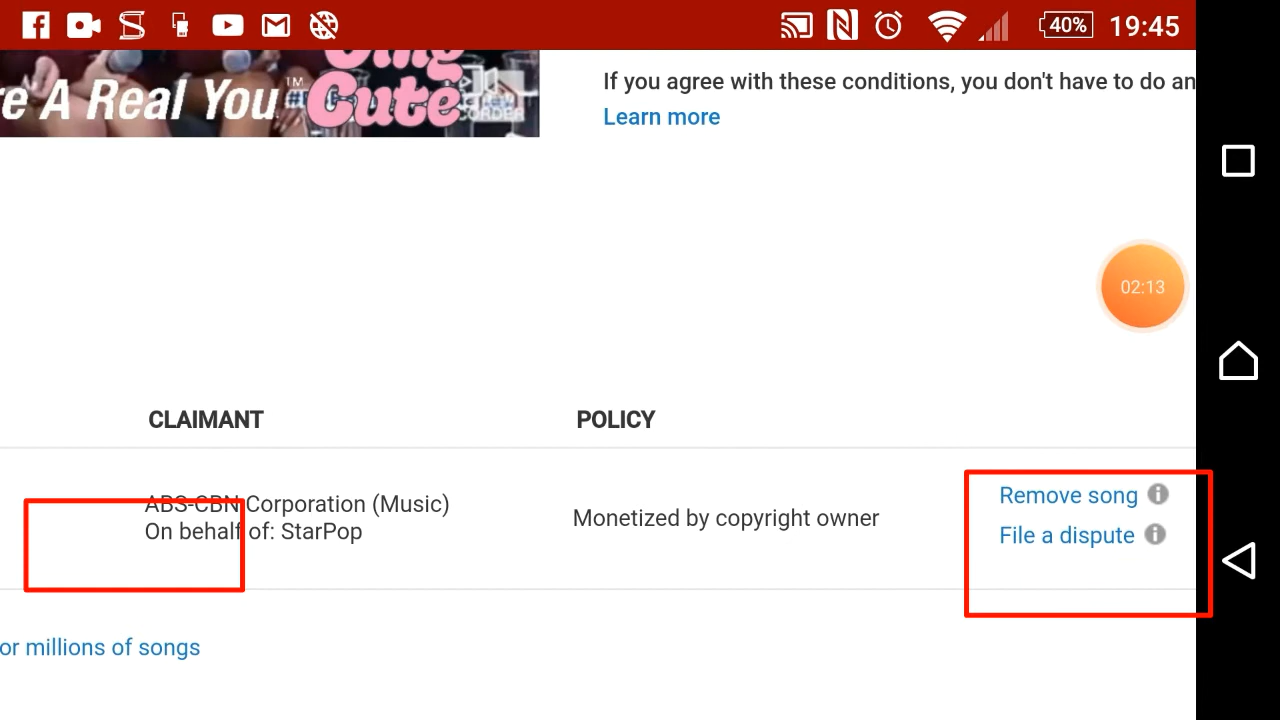 40% 19:45
e A Real You
™
Cute
If you agree with these conditions, you don't have to do an
Learn more
02:13
CLAIMANT POLICY
ABS-CBN Corporation (Music)
On behalf of: StarPop
Monetized by copyright owner
Remove song
File a dispute
or millions of songs